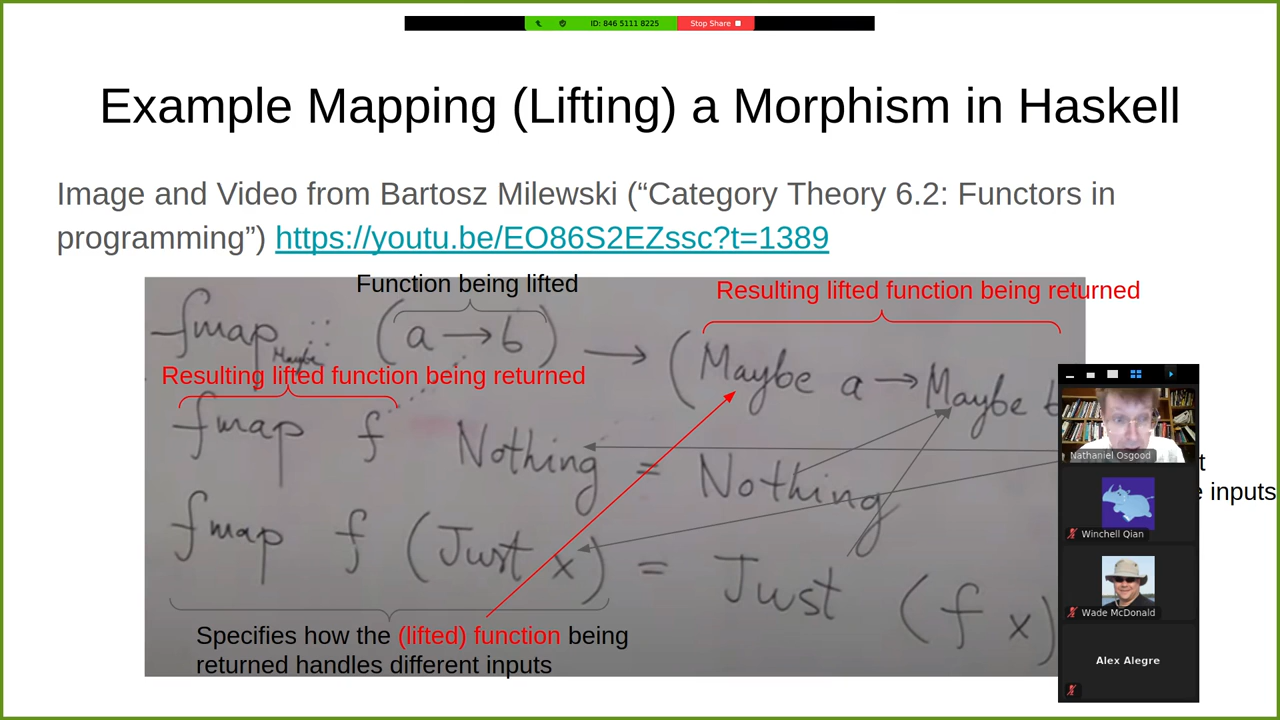 ID: 846 5111 8225 Stop Share
Example Mapping (Lifting) a Morphism in Haskell
Image and Video from Bartosz Milewski (“Category Theory 6.2: Functors in
programming”) https://youtu.be/EO86S2EZssc?t=1389
Function being lifted
Resulting lifted function being returned
fmap Maybe :: (a → b) → (Maybe a → Maybe b
Resulting lifted function being returned
fmap f Nothing = Nothing
fmap f (Just x) = Just (f x)
Specifies how the (lifted) function being
returned handles different inputs
Nathaniel Osgood
t
e inputs
Winchell Qian
Wade McDonald
Alex Alegre